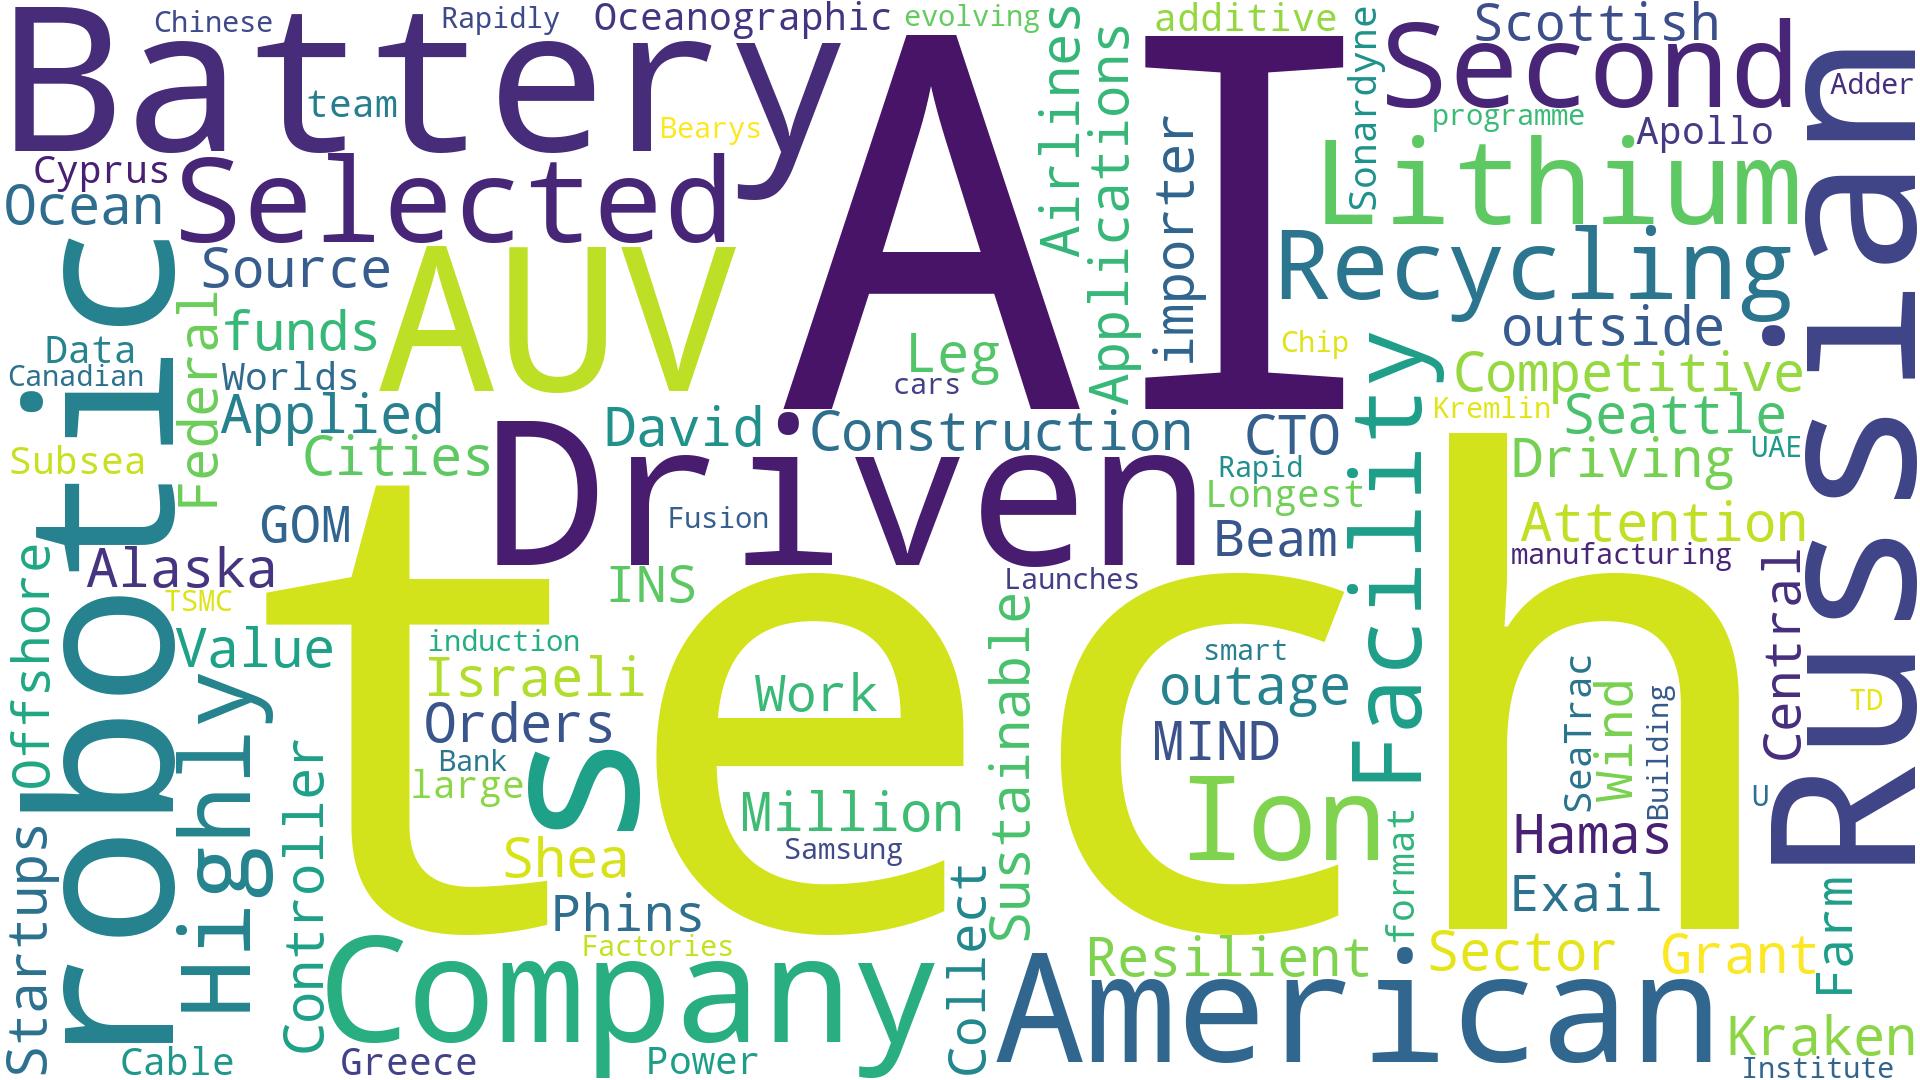 Chinese
Rapidly
Oceanographic
evolving
additive
Scottish
Battery
AI
Second
Airlines
Applications
Sonardyne
Russian
Adder
team
Bearys
programme
Apollo
importer
Lithium
Cyprus
Selected
Ocean
robotic
Source
AUV
Recycling
Federal
funds
outside
Data
Leg
Chip
Canadian
Worlds
cars
Competitive
Applied
David
Construction
CTO
Kremlin
Seattle
Facility
Cities
Driven
Driving
UAE
Subsea
Rapid
Longest
GOM
Fusion
Beam
Attention
Offshore
Alaska
INS
Launches
manufacturing
Central
TSMC
tech
Sustainable
Value
induction
smart
Israeli
Work
outage
SeaTrac
Wind
Building
TD
Highly
Orders
MIND
Controller
Bank
large
s
Million
Ion
U
Startups
Samsung
format
Hamas
Shea
Collect
Exail
Farm
Phins
Factories
Company
Resilient
Sector
Grant
American
Kraken
Cable
Greece
Power
Institute